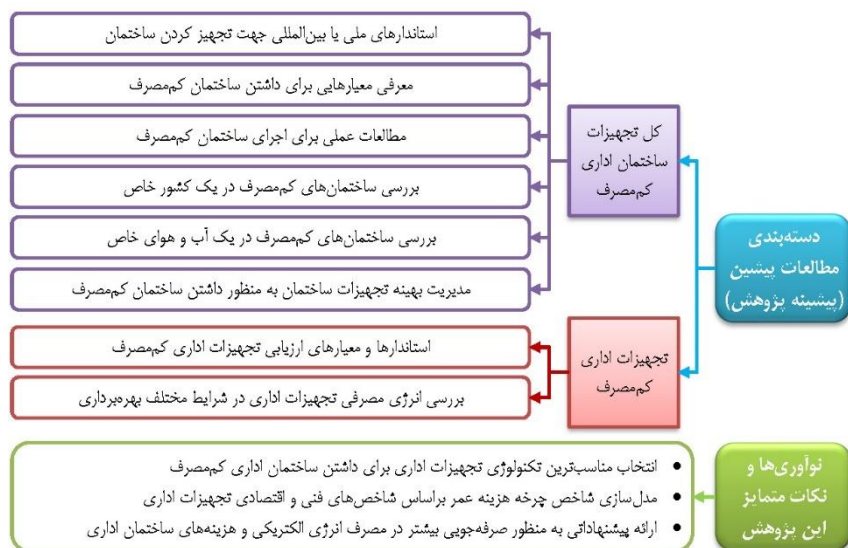 دسته‌بندی
مطالعات پیشین
(پیشینه پژوهش)
کل تجهیزات
ساختمان اداری
کم‌مصرف
استاندارهای ملی یا بین‌المللی جهت تجهیز کردن ساختمان
معرفی معیارهایی برای داشتن ساختمان کم‌مصرف
مطالعات عملی برای اجرای ساختمان کم‌مصرف
بررسی ساختمان‌های کم‌مصرف در یک کشور خاص
بررسی ساختمان‌های کم‌مصرف در یک آب و هوای خاص
مدیریت بهینه تجهیزات ساختمان به منظور داشتن ساختمان کم‌مصرف
تجهیزات اداری
کم‌مصرف
استاندارها و معیارهای ارزیابی تجهیزات اداری کم‌مصرف
بررسی انرژی مصرفی تجهیزات اداری در شرایط مختلف بهره‌برداری
نوآوری‌ها و
نکات متمایز
این پژوهش
• انتخاب مناسب‌ترین تکنولوژی تجهیزات اداری برای داشتن ساختمان اداری کم‌مصرف
• مدل‌سازی شاخص چرخه هزینه عمر براساس شاخص‌های فنی و اقتصادی تجهیزات اداری
• ارائه پیشنهاداتی به منظور صرفه‌جویی بیشتر در مصرف انرژی الکتریکی و هزینه‌های ساختمان اداری